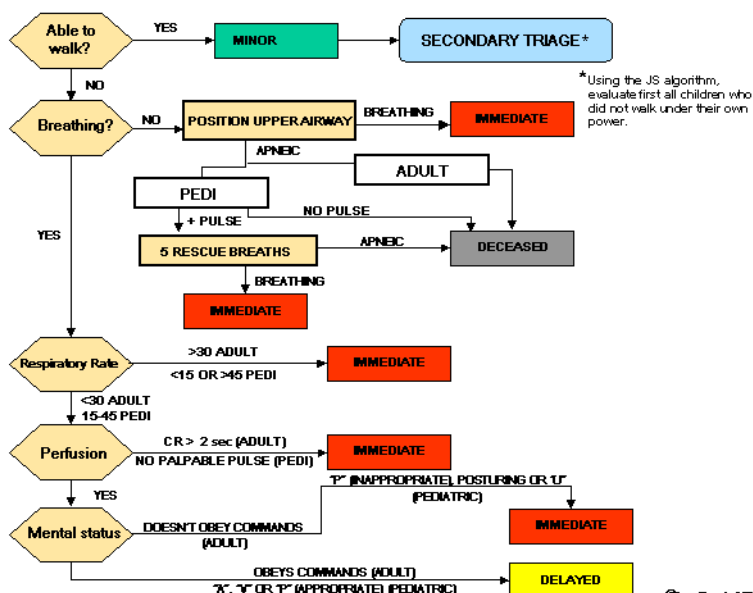 Able to
walk?
YES
MINOR
SECONDARY TRIAGE*
*Using the JS algorithm,
evaluate first all children who
did not walk under their own
power.
NO
Breathing?
NO
POSITION UPPER AIRWAY
BREATHING
IMMEDIATE
APNEIC
ADULT
PEDI
NO PULSE
+ PULSE
YES
5 RESCUE BREATHS
APNEIC
DECEASED
BREATHING
IMMEDIATE
Respiratory Rate
>30 ADULT
<15 OR >45 PEDI
IMMEDIATE
<30 ADULT
15-45 PEDI
Perfusion
CR > 2 sec (ADULT)
NO PALPABLE PULSE (PEDI)
IMMEDIATE
YES
"P" (INAPPROPRIATE), POSTURING OR "U"
(PEDIATRIC)
Mental status
DOESN'T OBEY COMMANDS
(ADULT)
IMMEDIATE
OBEYS COMMANDS (ADULT)
"A", "V" OR "P" (APPROPRIATE) (PEDIATRIC)
DELAYED